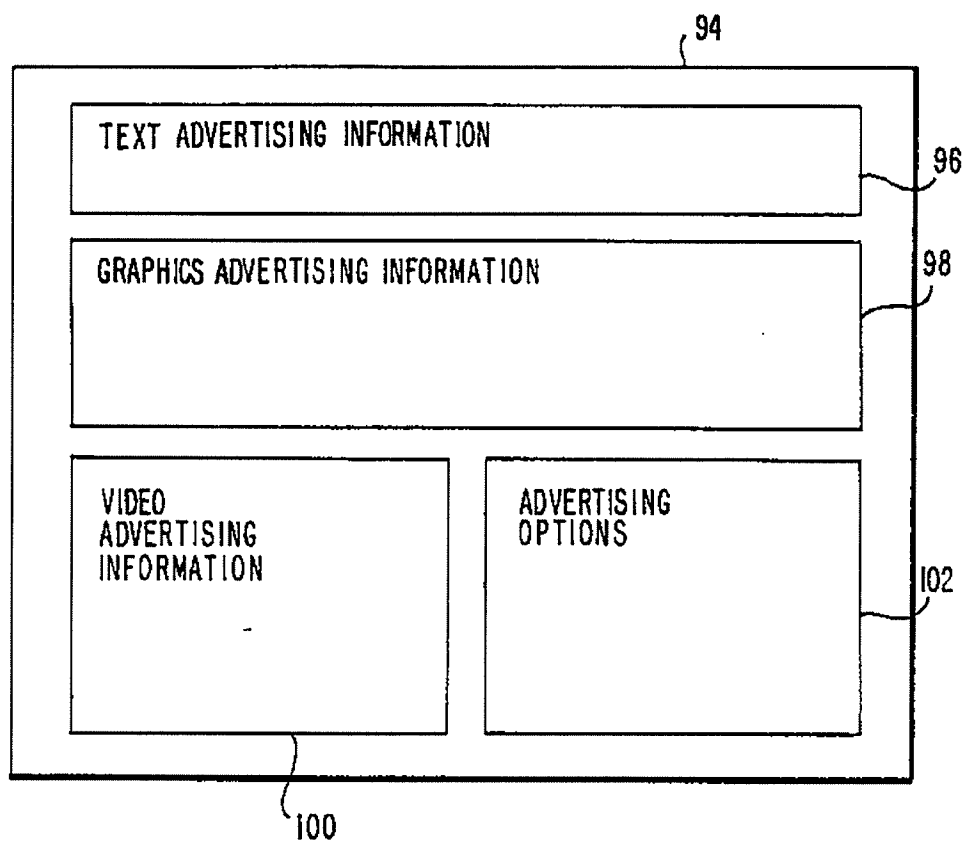 94
TEXT ADVERTISING INFORMATION
96
GRAPHICS ADVERTISING INFORMATION
98
VIDEO
ADVERTISING
INFORMATION
ADVERTISING
OPTIONS
102
100